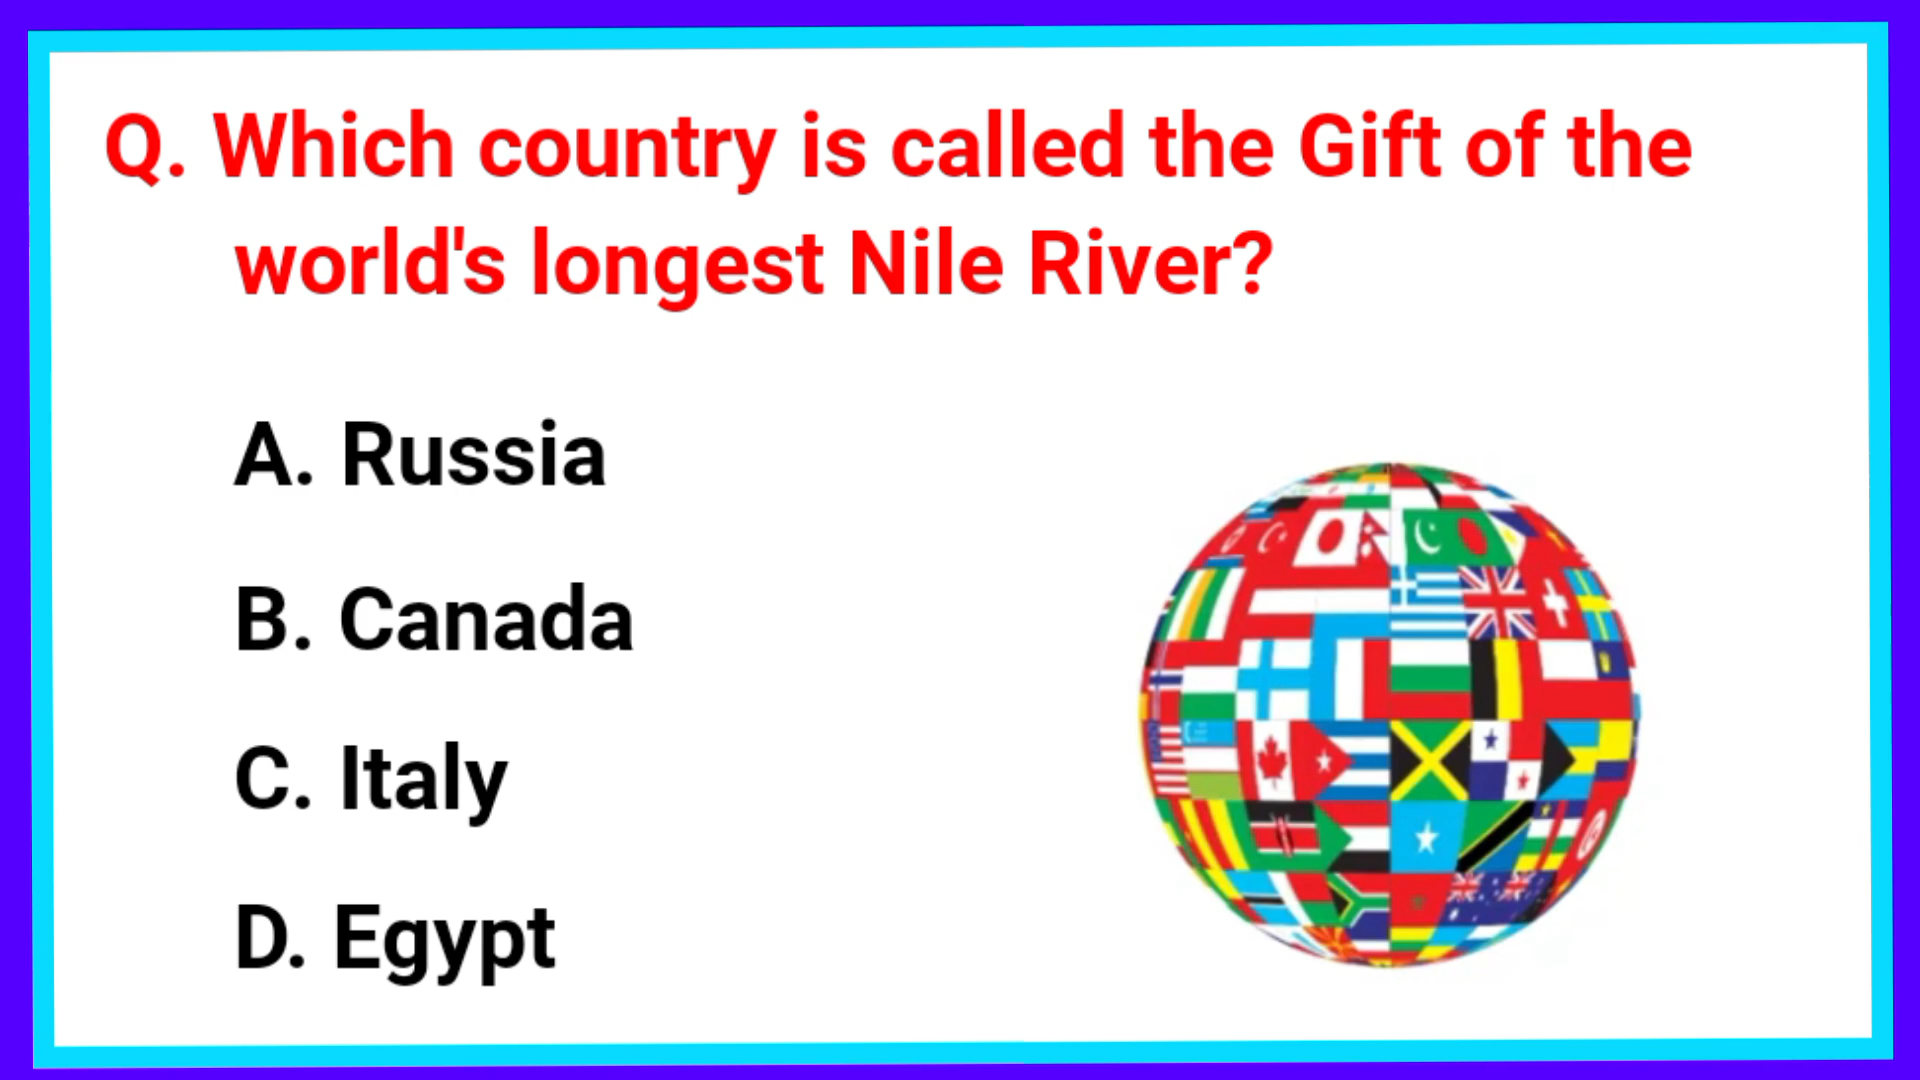 Q. Which country is called the Gift of the
world's longest Nile River?
A. Russia
B. Canada
C. Italy
D. Egypt